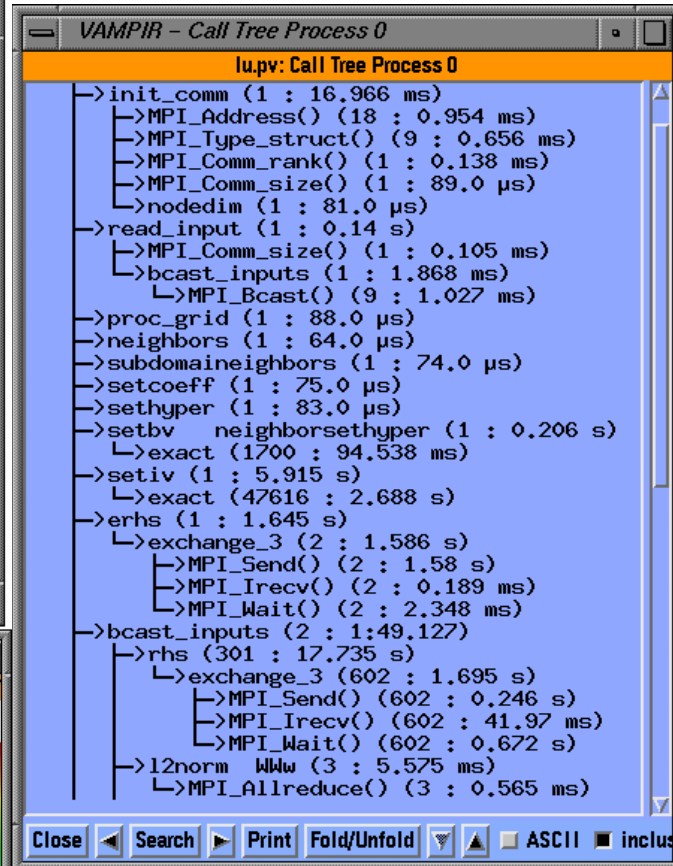 VAMPIR – Call Tree Process 0
lu.pv: Call Tree Process 0
─>init_comm (1 : 16.966 ms)
─>MPI_Address() (18 : 0.954 ms)
─>MPI_Type_struct() (9 : 0.656 ms)
─>MPI_Comm_rank() (1 : 0.138 ms)
─>MPI_Comm_size() (1 : 89.0 µs)
─>nodedim (1 : 81.0 µs)
─>read_input (1 : 0.14 s)
─>MPI_Comm_size() (1 : 0.105 ms)
─>bcast_inputs (1 : 1.868 ms)
─>MPI_Bcast() (9 : 1.027 ms)
─>proc_grid (1 : 88.0 µs)
─>neighbors (1 : 64.0 µs)
─>subdomaineighbors (1 : 74.0 µs)
─>setcoeff (1 : 75.0 µs)
─>sethyper (1 : 83.0 µs)
─>setbv   neighborsethyper (1 : 0.206 s)
─>exact (1700 : 94.538 ms)
─>setiv (1 : 5.915 s)
─>exact (47616 : 2.688 s)
─>erhs (1 : 1.645 s)
─>exchange_3 (2 : 1.586 s)
─>MPI_Send() (2 : 1.58 s)
─>MPI_Irecv() (2 : 0.189 ms)
─>MPI_Wait() (2 : 2.348 ms)
─>bcast_inputs (2 : 1:49.127)
─>rhs (301 : 17.735 s)
─>exchange_3 (602 : 1.695 s)
─>MPI_Send() (602 : 0.246 s)
─>MPI_Irecv() (602 : 41.97 ms)
─>MPI_Wait() (602 : 0.672 s)
─>l2norm  WWw (3 : 5.575 ms)
─>MPI_Allreduce() (3 : 0.565 ms)
Close Search Print Fold/Unfold ASCII inclus